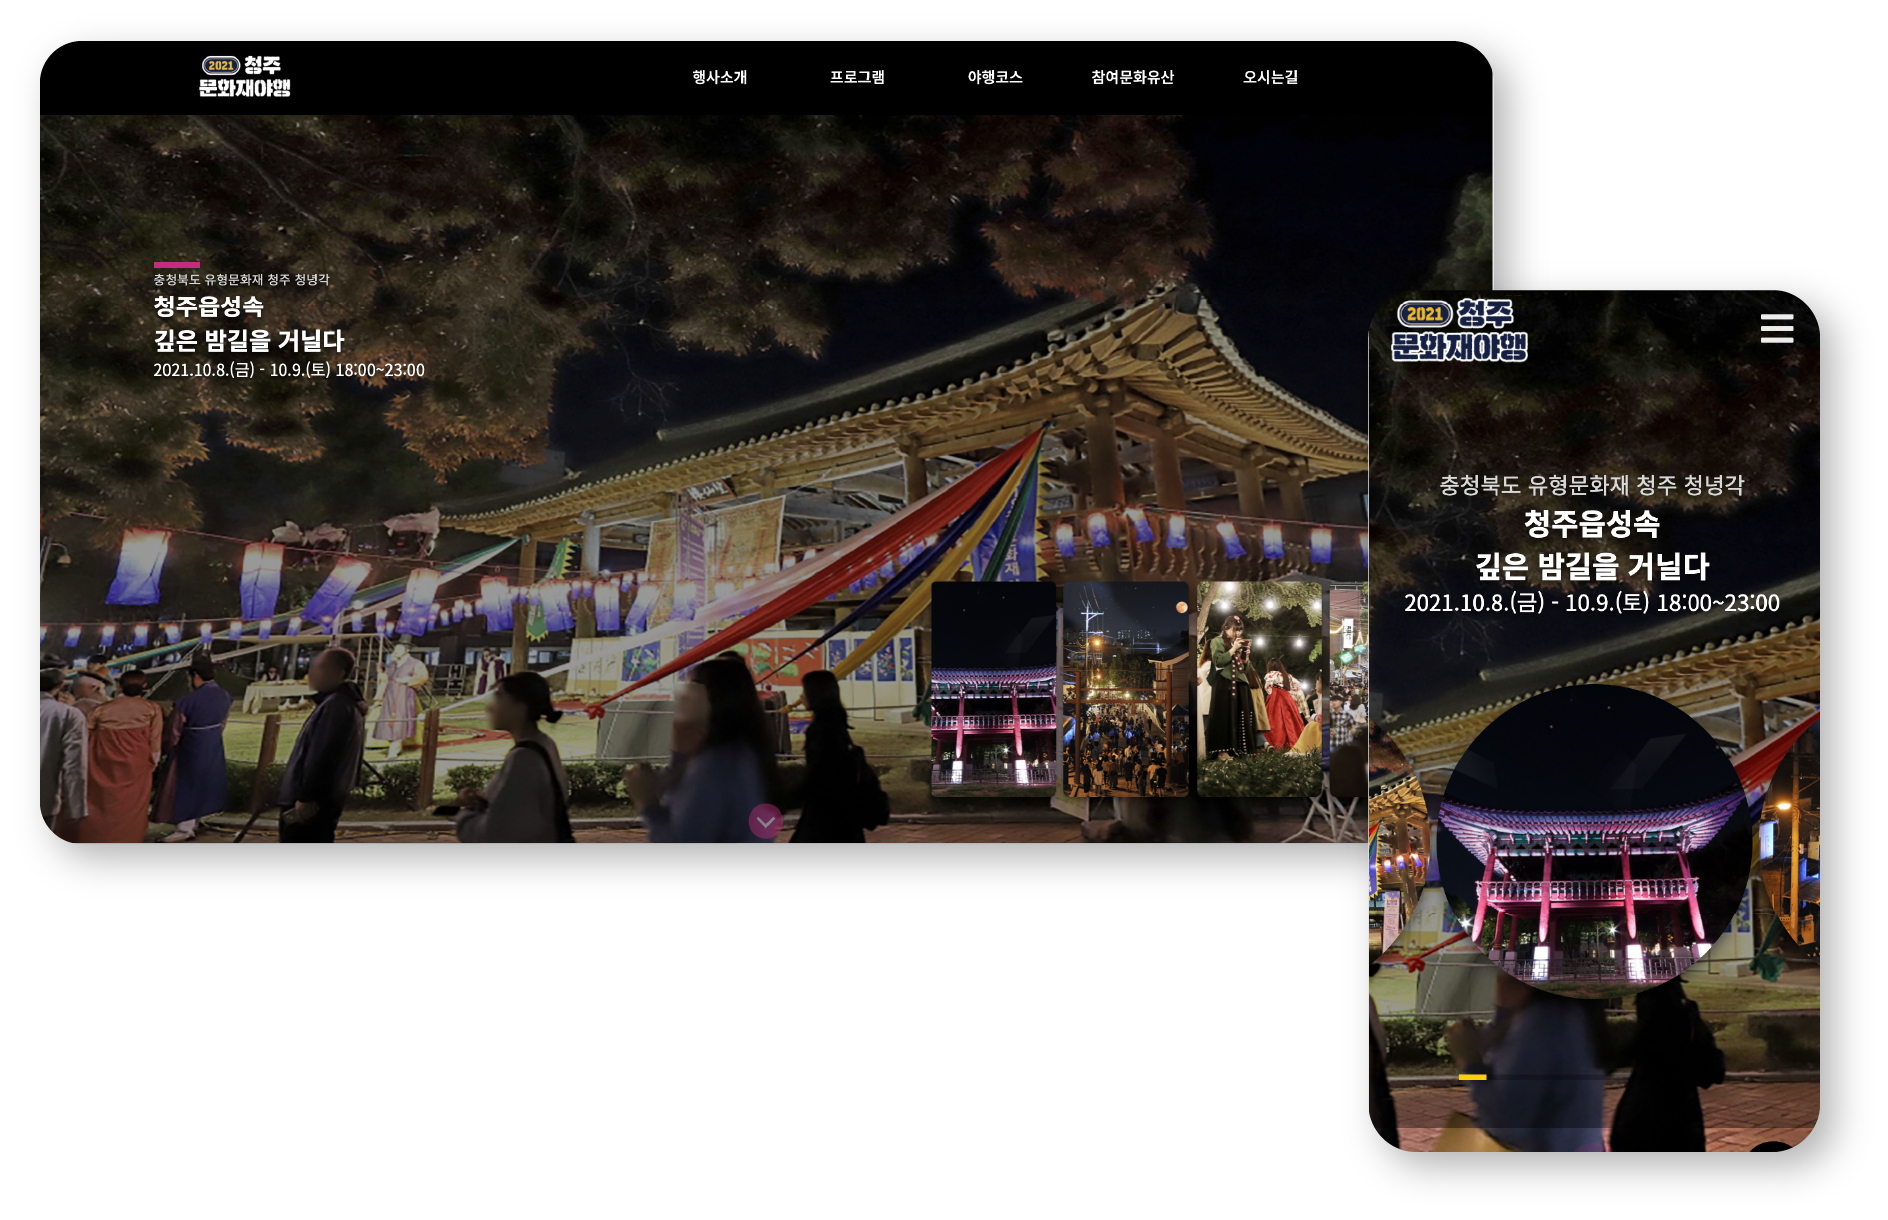 2021 청주
문화재야행
행사소개 프로그램 야행코스 참여문화유산 오시는길
충청북도 유형문화재 청주 청녕각
청주읍성속
깊은 밤길을 거닐다
2021.10.8.(금) - 10.9.(토) 18:00~23:00
2021 청주
문화재야행
충청북도 유형문화재 청주 청녕각
청주읍성속
깊은 밤길을 거닐다
2021.10.8.(금) - 10.9.(토) 18:00~23:00